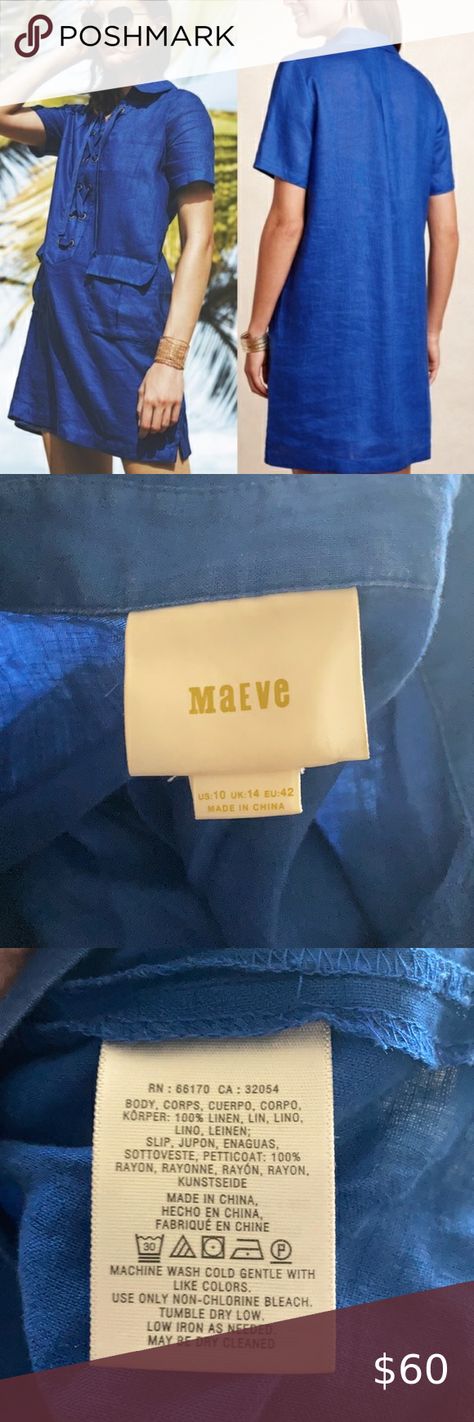 POSHMARK
MaEVe
US:10 UK:14 EU:42
MADE IN CHINA
RN : 66170 CA : 32054
BODY, CORPS, CUERPO, CORPO,
KÖRPER: 100% LINEN, LIN, LINO,
LINO, LEINEN;
SLIP, JUPON, ENAGUAS,
SOTTOVESTE, PETTICOAT: 100%
RAYON, RAYONNE, RAYÓN, RAYON,
KUNSTSEIDE
MADE IN CHINA,
HECHO EN CHINA,
FABRIQUÉ EN CHINE
30 P
MACHINE WASH COLD GENTLE WITH
LIKE COLORS.
USE ONLY NON-CHLORINE BLEACH.
TUMBLE DRY LOW.
LOW IRON AS NEEDED.
MAY BE DRY CLEANED
$60